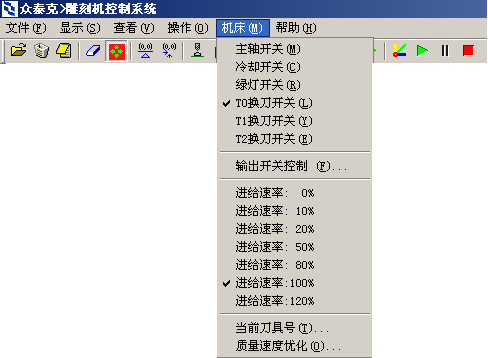 众泰克>雕刻机控制系统
文件(F) 显示(S) 查看(V) 操作(O) 机床(M) 帮助(H)
主轴开关(M)
冷却开关(C)
绿灯开关(R)
T0换刀开关(L)
T1换刀开关(Y)
T2换刀开关(E)
输出开关控制 (F)...
进给速率: 0%
进给速率: 10%
进给速率: 20%
进给速率: 50%
进给速率: 80%
进给速率:100%
进给速率:120%
当前刀具号(T)...
质量速度优化(Q)...